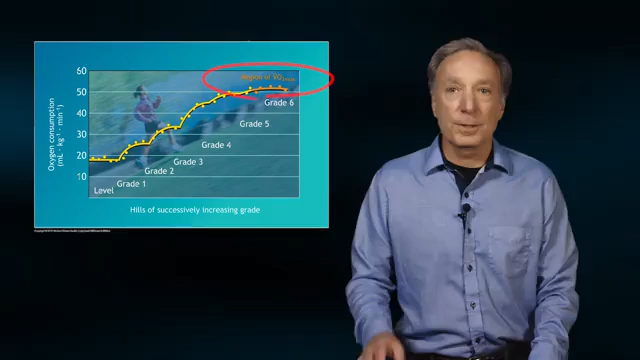 60
50
40
30
20
10
Oxygen consumption
(mL · kg⁻¹ · min⁻¹)
Region of V̇O₂max
Grade 6
Grade 5
Grade 4
Grade 3
Grade 2
Grade 1
Level
Hills of successively increasing grade